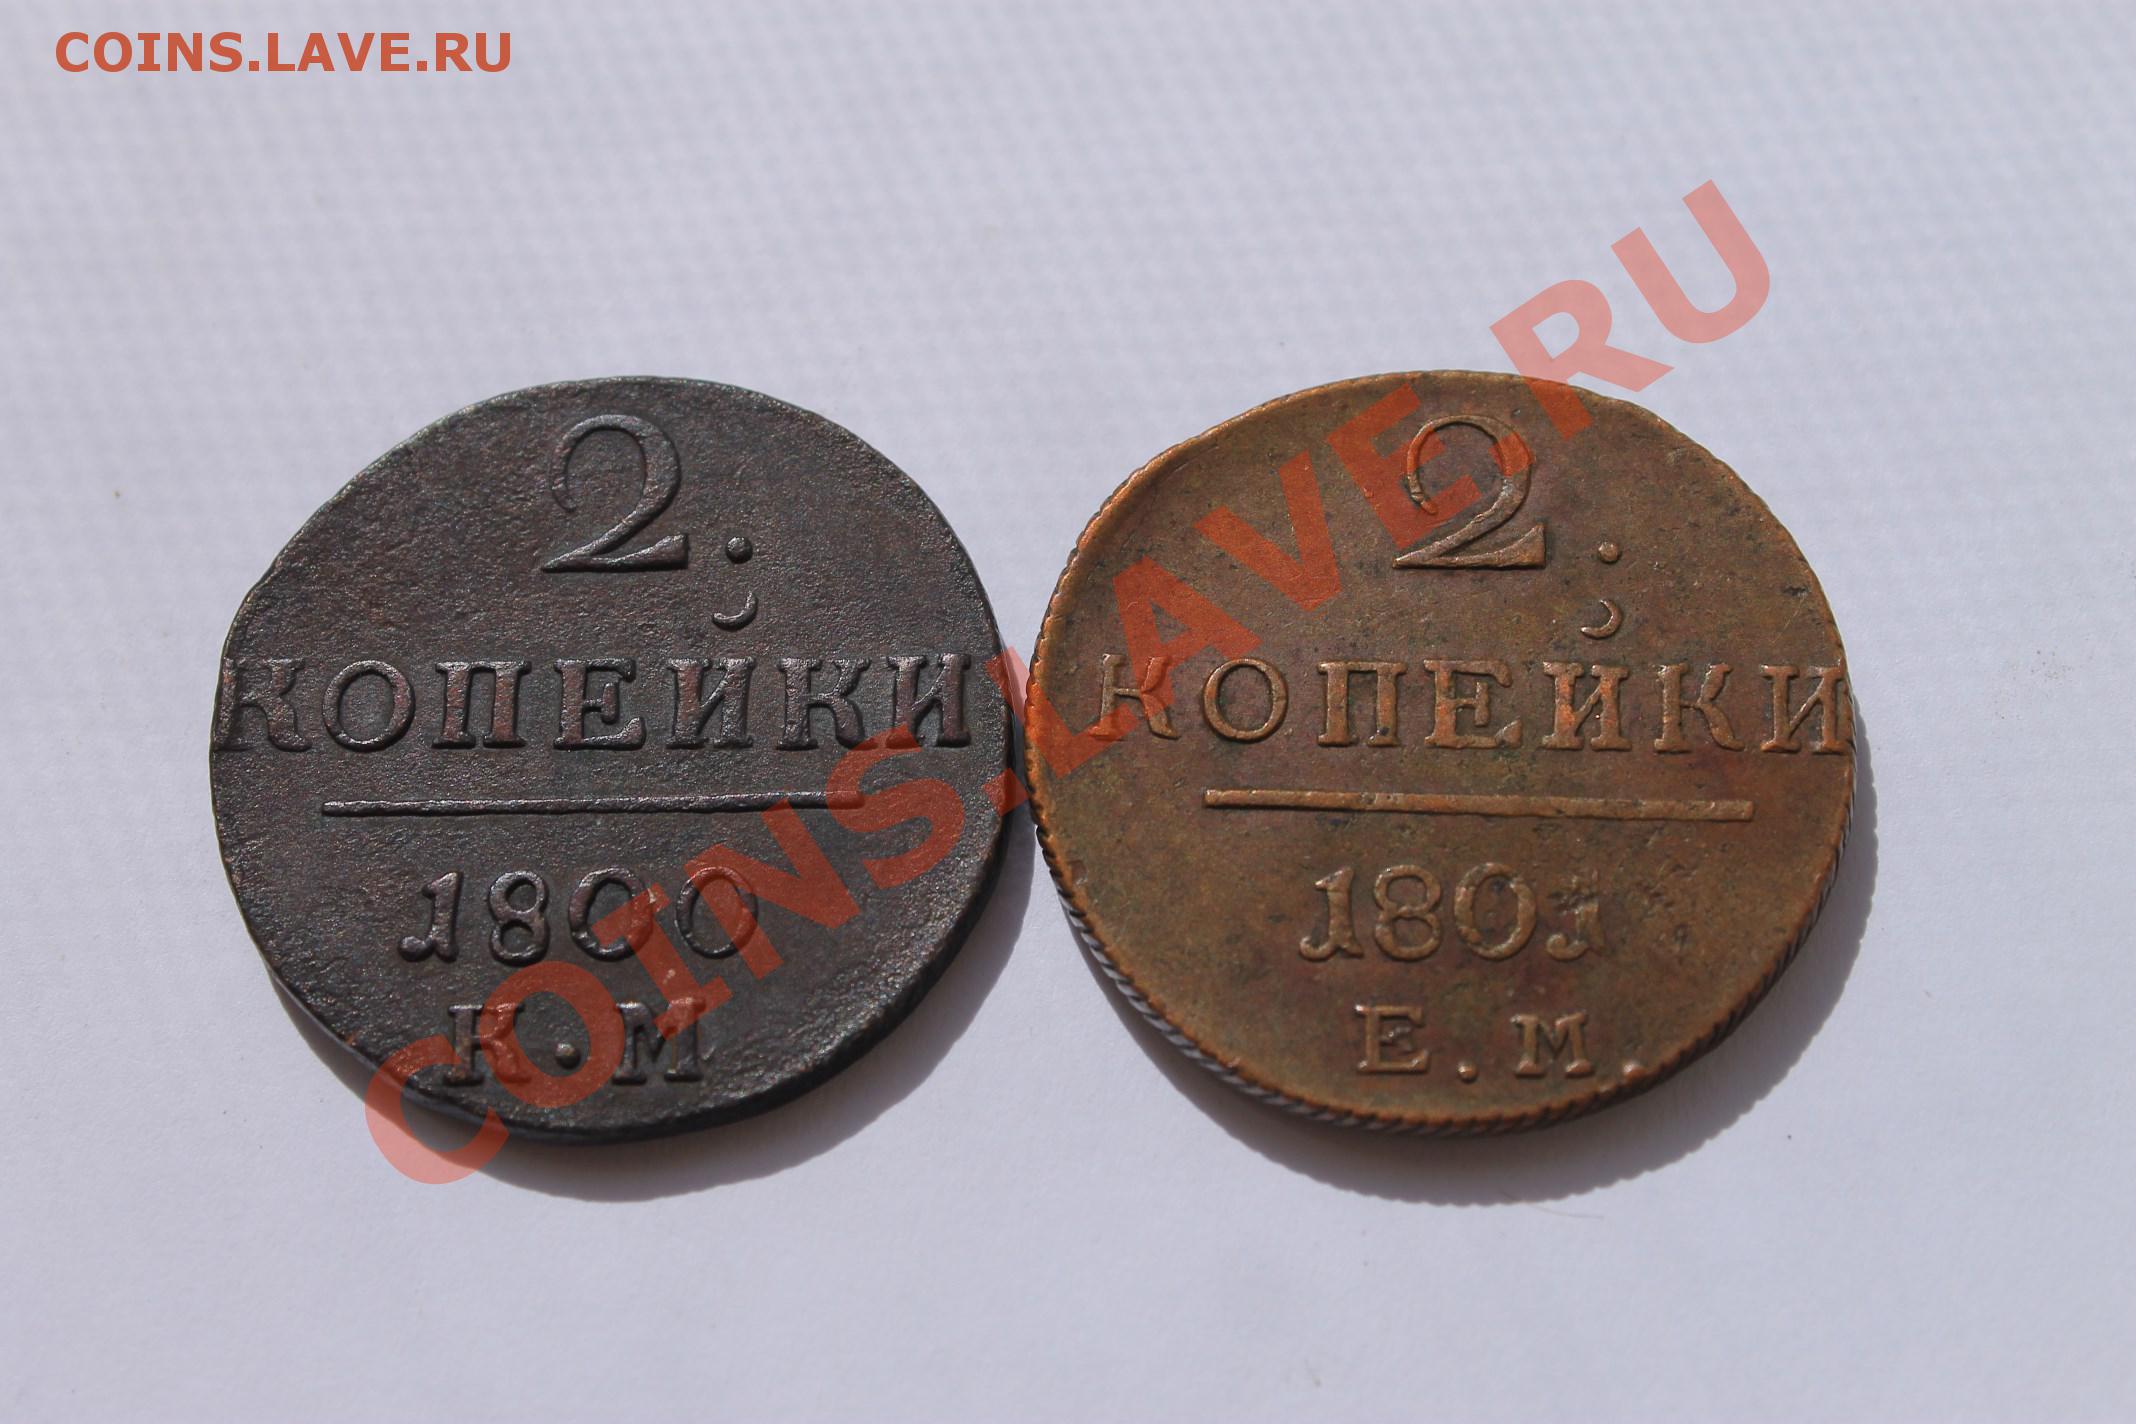 COINS.LAVE.RU
2.
КОПЕЙКИ
1800
К.М
2.
КОПЕЙКИ
1801
Е.М.
COINS.LAVE.RU